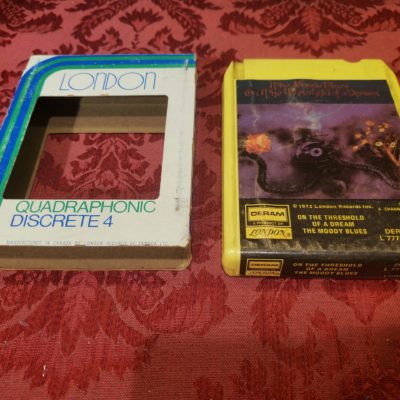 LONDON
QUADRAPHONIC
DISCRETE 4
MANUFACTURED IN CANADA BY LONDON RECORDS OF CANADA LTD.
The Moody Blues
On the Threshold of a Dream
© 1972 London Records Inc.
DERAM
LONDON
ON THE THRESHOLD
OF A DREAM
THE MOODY BLUES
DERAM
LONDON
ON THE THRESHOLD
OF A DREAM
THE MOODY BLUES